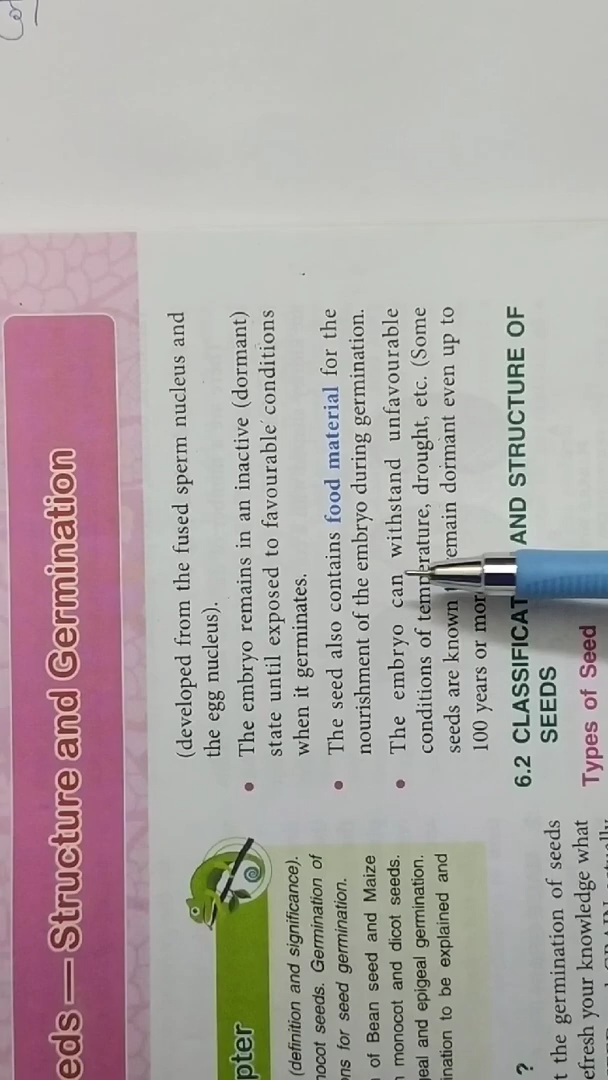 eds — Structure and Germination
pter
(definition and significance).
nocot seeds. Germination of
ns for seed germination.
of Bean seed and Maize
monocot and dicot seeds.
eal and epigeal germination.
ination to be explained and
?
t the germination of seeds
efresh your knowledge what
(developed from the fused sperm nucleus and
the egg nucleus).
• The embryo remains in an inactive (dormant)
state until exposed to favourable conditions
when it germinates.
• The seed also contains food material for the
nourishment of the embryo during germination.
• The embryo can withstand unfavourable
conditions of temperature, drought, etc. (Some
seeds are known emain dormant even up to
100 years or mor
6.2 CLASSIFICAT AND STRUCTURE OF
SEEDS
Types of Seed